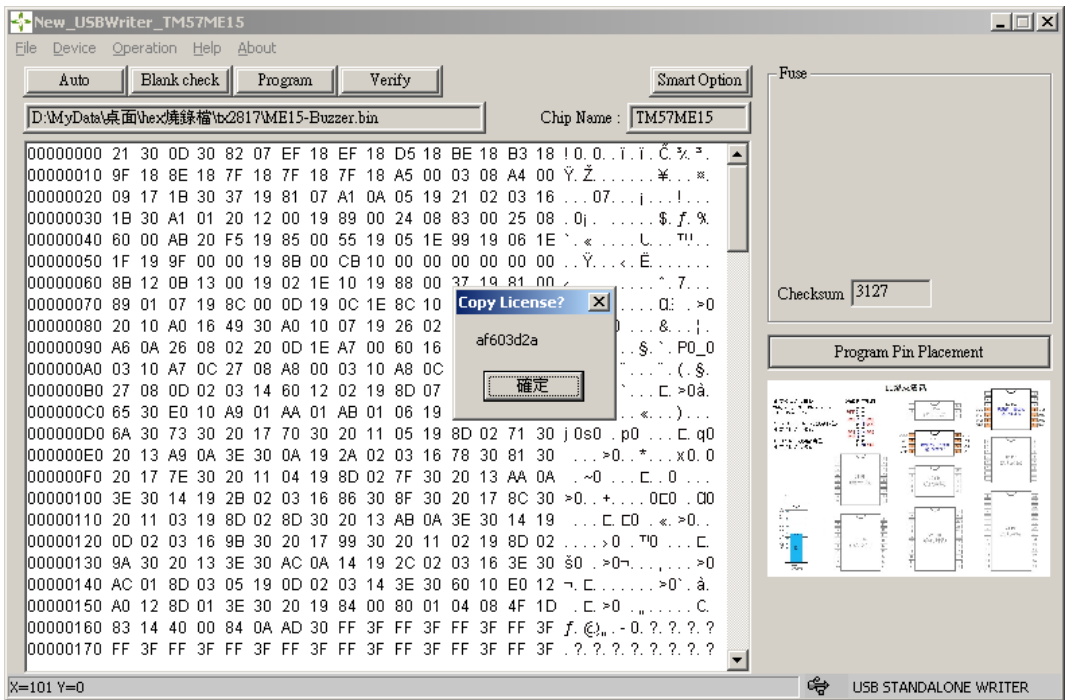 New_USBWriter_TM57ME15
File Device Operation Help About
Auto Blank check Program Verify Smart Option
D:\MyData\桌面\hex燒錄檔\tx2817\ME15-Buzzer.bin Chip Name : TM57ME15
00000000 21 30 0D 30 82 07 EF 18 EF 18 D5 18 BE 18 B3 18
00000010 9F 18 8E 18 7F 18 7F 18 7F 18 A5 00 03 08 A4 00
00000020 09 17 1B 30 37 19 81 07 A1 0A 05 19 21 02 03 16
00000030 1B 30 A1 01 20 12 00 19 89 00 24 08 83 00 25 08
00000040 60 00 AB 20 F5 19 85 00 55 19 05 1E 99 19 06 1E
00000050 1F 19 9F 00 00 19 8B 00 CB 10 00 00 00 00 00 00
00000060 8B 12 0B 13 00 19 02 1E 10 19 88 00 37 19 81 00
00000070 89 01 07 19 8C 00 0D 19 0C 1E 8C 10
00000080 20 10 A0 16 49 30 A0 10 07 19 26 02
00000090 A6 0A 26 08 02 20 0D 1E A7 00 60 16
000000A0 03 10 A7 0C 27 08 A8 00 03 10 A8 0C
000000B0 27 08 0D 02 03 14 60 12 02 19 8D 07
000000C0 65 30 E0 10 A9 01 AA 01 AB 01 06 19
000000D0 6A 30 73 30 20 17 70 30 20 11 05 19 8D 02 71 30
000000E0 20 13 A9 0A 3E 30 0A 19 2A 02 03 16 78 30 81 30
000000F0 20 17 7E 30 20 11 04 19 8D 02 7F 30 20 13 AA 0A
00000100 3E 30 14 19 2B 02 03 16 86 30 8F 30 20 17 8C 30
00000110 20 11 03 19 8D 02 8D 30 20 13 AB 0A 3E 30 14 19
00000120 0D 02 03 16 9B 30 20 17 99 30 20 11 02 19 8D 02
00000130 9A 30 20 13 3E 30 AC 0A 14 19 2C 02 03 16 3E 30
00000140 AC 01 8D 03 05 19 0D 02 03 14 3E 30 60 10 E0 12
00000150 A0 12 8D 01 3E 30 20 19 84 00 80 01 04 08 4F 1D
00000160 83 14 40 00 84 0A AD 30 FF 3F FF 3F FF 3F FF 3F
00000170 FF 3F FF 3F FF 3F FF 3F FF 3F FF 3F FF 3F FF 3F
Copy License?
af603d2a
確定
Fuse
Checksum 3127
Program Pin Placement
X=101 Y=0 USB STANDALONE WRITER